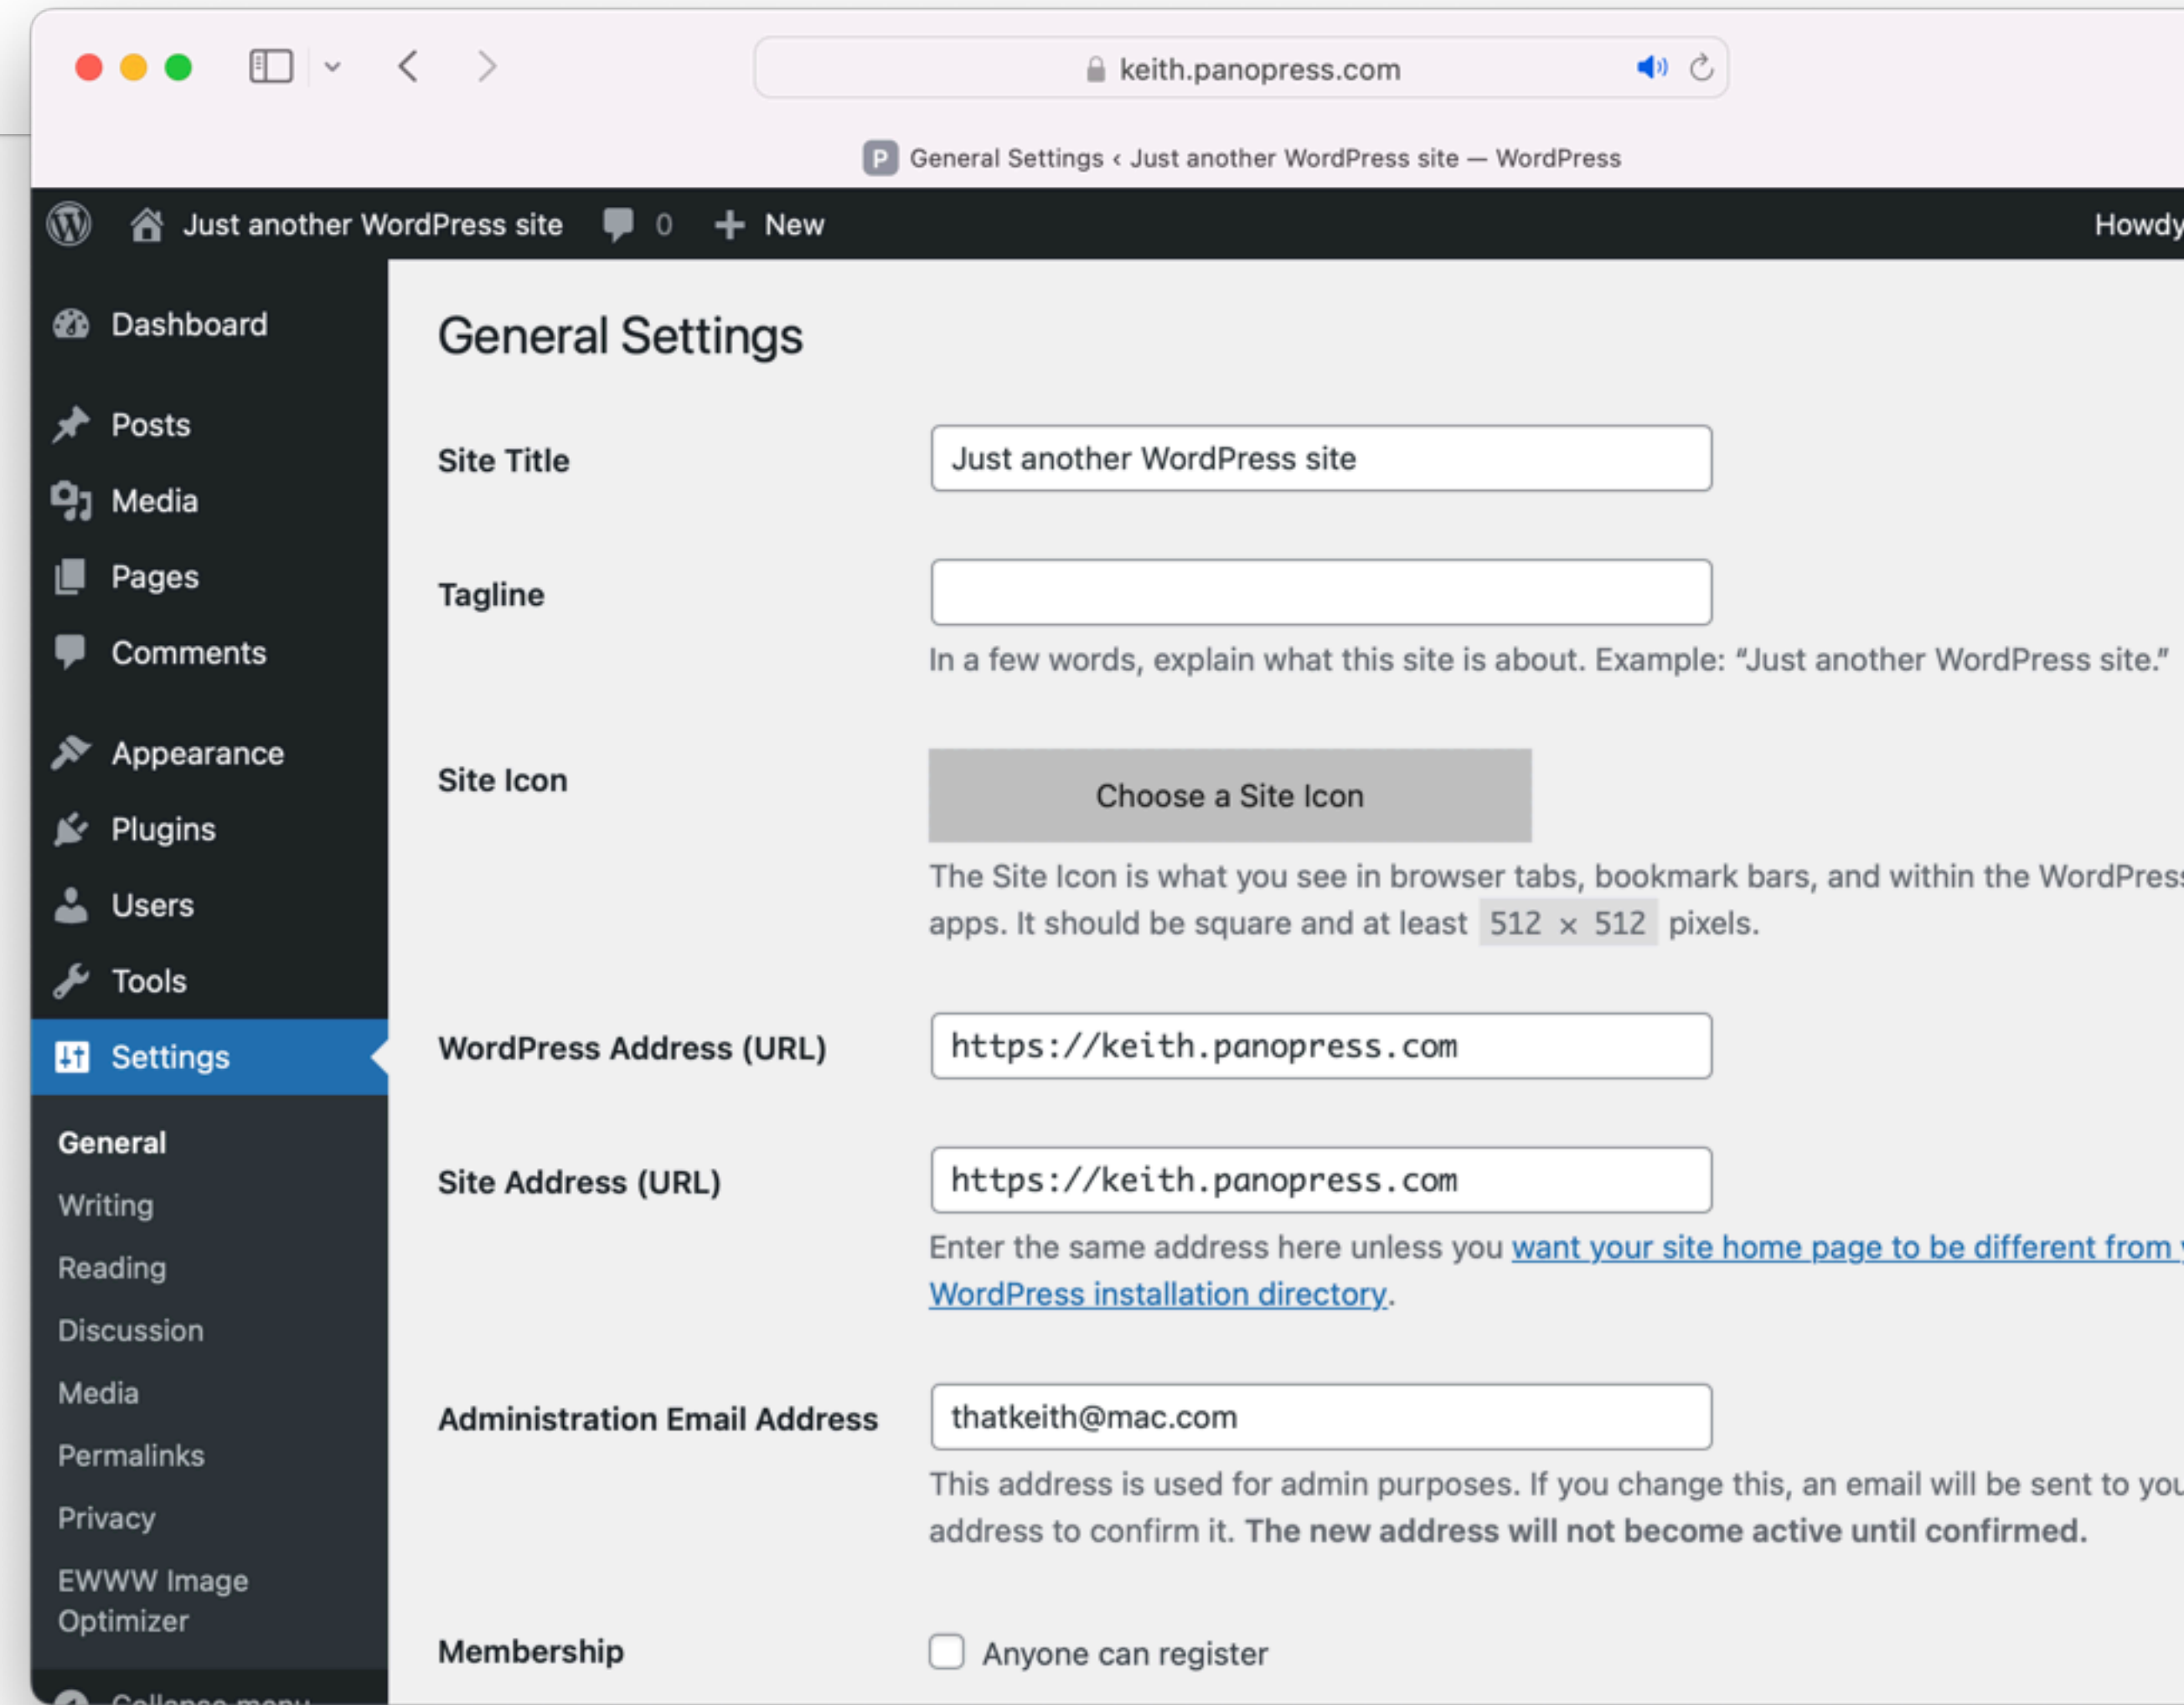 keith.panopress.com
P General Settings ‹ Just another WordPress site — WordPress
Just another WordPress site 0 New Howdy
Dashboard
Posts
Media
Pages
Comments
Appearance
Plugins
Users
Tools
Settings
General
Writing
Reading
Discussion
Media
Permalinks
Privacy
EWWW Image
Optimizer
Collapse menu
General Settings
Site Title Just another WordPress site
Tagline
In a few words, explain what this site is about. Example: “Just another WordPress site.”
Site Icon Choose a Site Icon
The Site Icon is what you see in browser tabs, bookmark bars, and within the WordPress
apps. It should be square and at least 512 × 512 pixels.
WordPress Address (URL) https://keith.panopress.com
Site Address (URL) https://keith.panopress.com
Enter the same address here unless you want your site home page to be different from
WordPress installation directory.
Administration Email Address thatkeith@mac.com
This address is used for admin purposes. If you change this, an email will be sent to you
address to confirm it. The new address will not become active until confirmed.
Membership Anyone can register